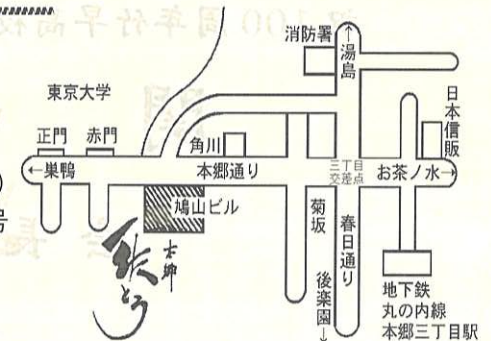 消防署
↑湯島
東京大学
日本信販
正門 赤門
角川
←巣鴨
本郷通り
三丁目
交差点
お茶ノ水→
号
鳩山ビル
菊坂
春日通り
本郷
後楽園→
地下鉄
丸の内線
本郷三丁目駅